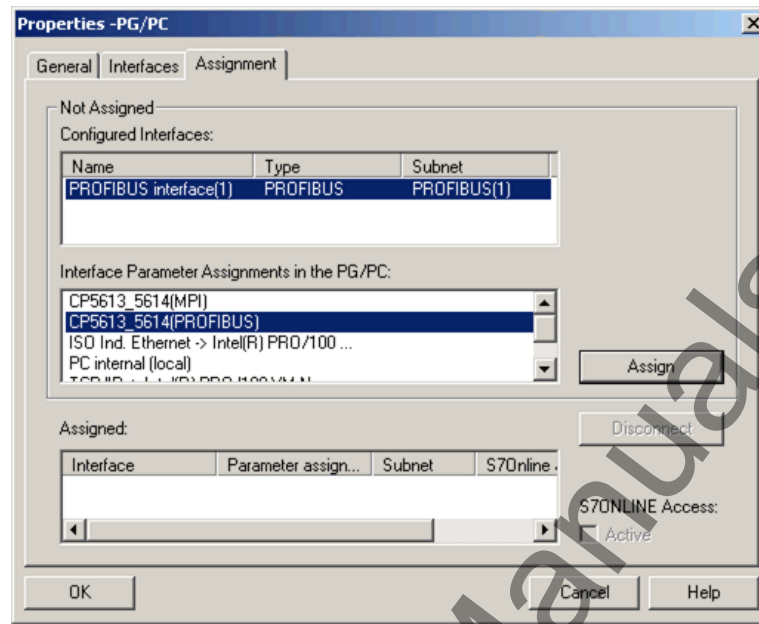 Properties -PG/PC
General Interfaces Assignment
Not Assigned
Configured Interfaces:
Name Type Subnet
PROFIBUS interface(1) PROFIBUS PROFIBUS(1)
Interface Parameter Assignments in the PG/PC:
CP5613_5614(MPI)
CP5613_5614(PROFIBUS)
ISO Ind. Ethernet -> Intel(R) PRO/100 ...
PC internal (local)
Assign
Assigned:
Disconnect
Interface Parameter assign... Subnet S7Online
S7ONLINE Access:
Active
OK Cancel Help